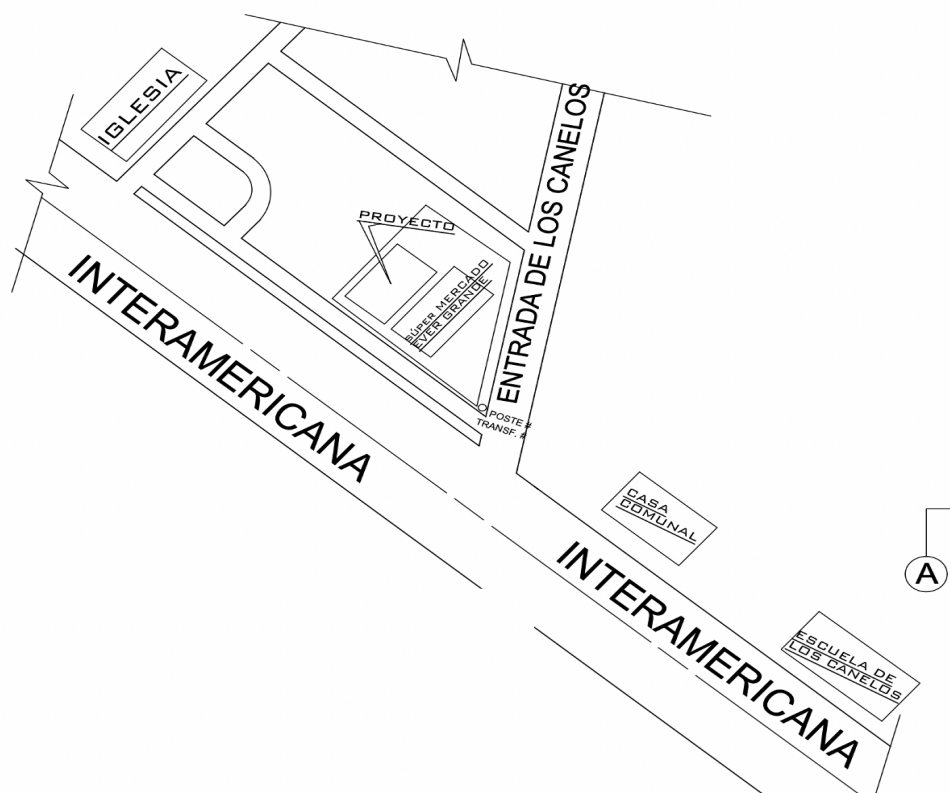 IGLESIA
ENTRADA DE LOS CANELOS
PROYECTO
SÚPER MERCADO
EVER GRANDE
INTERAMERICANA
POSTE #
TRANSF. #
CASA
COMUNAL
INTERAMERICANA
A
ESCUELA DE
LOS CANELOS